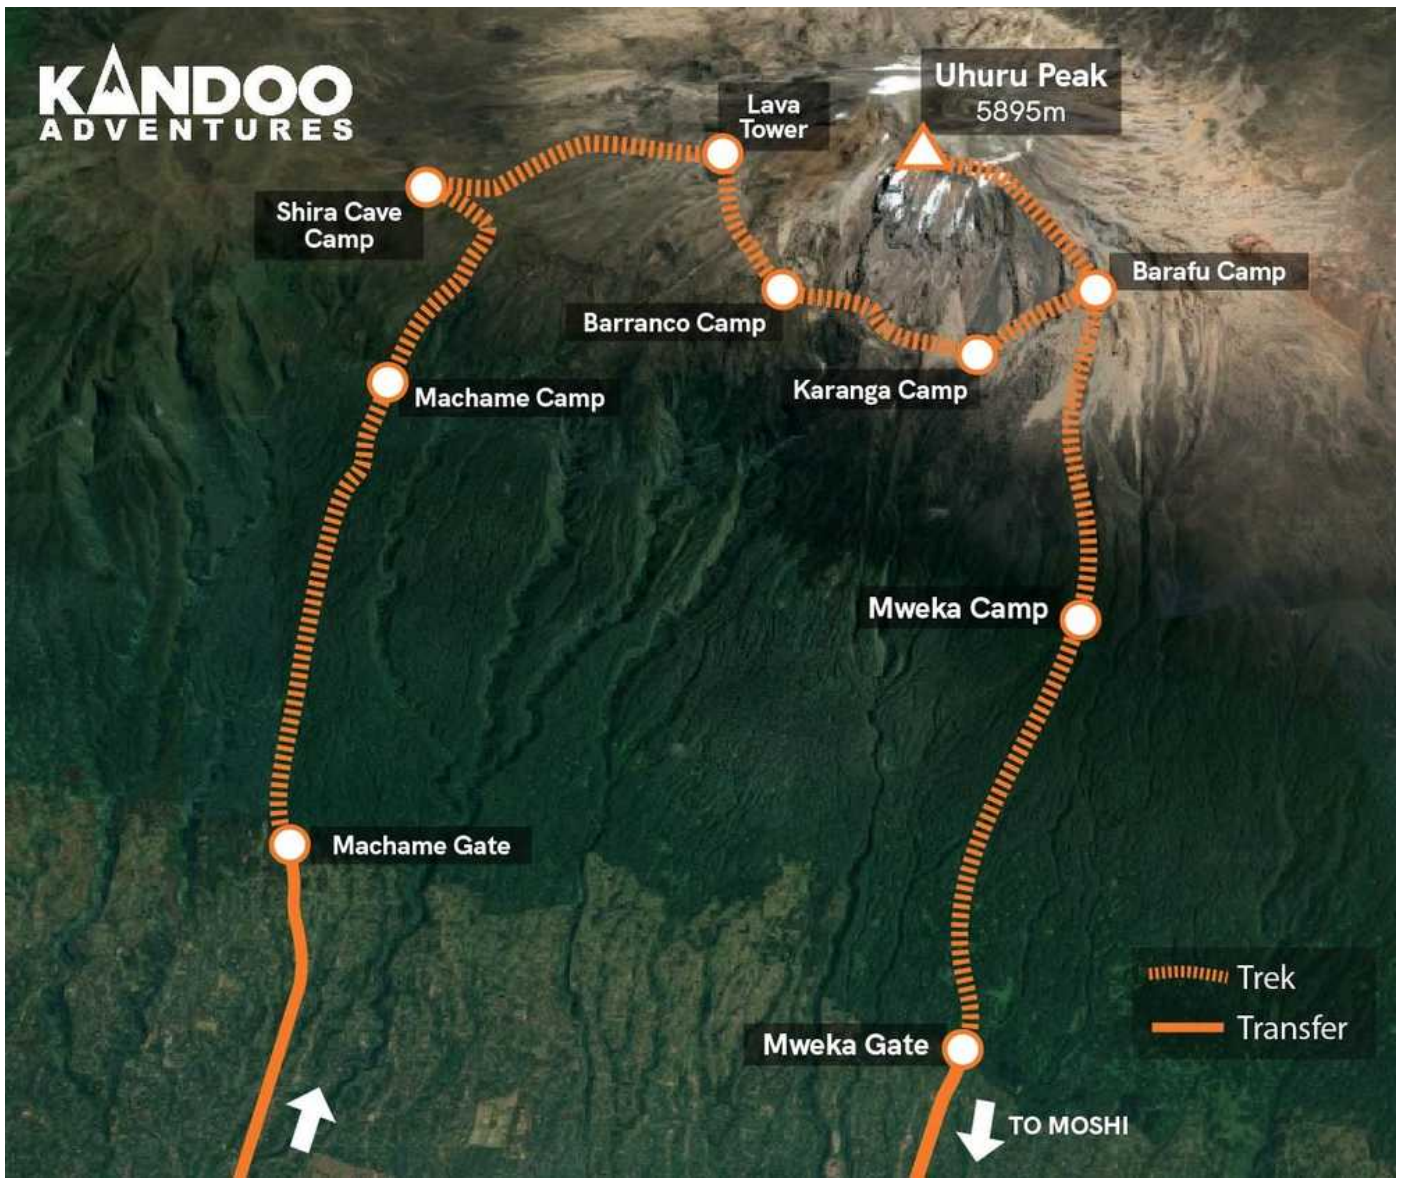 KANDOO
ADVENTURES
Uhuru Peak
5895m
Lava
Tower
Shira Cave
Camp
Barafu Camp
Barranco Camp
Karanga Camp
Machame Camp
Mweka Camp
Machame Gate
Trek
Transfer
Mweka Gate
TO MOSHI